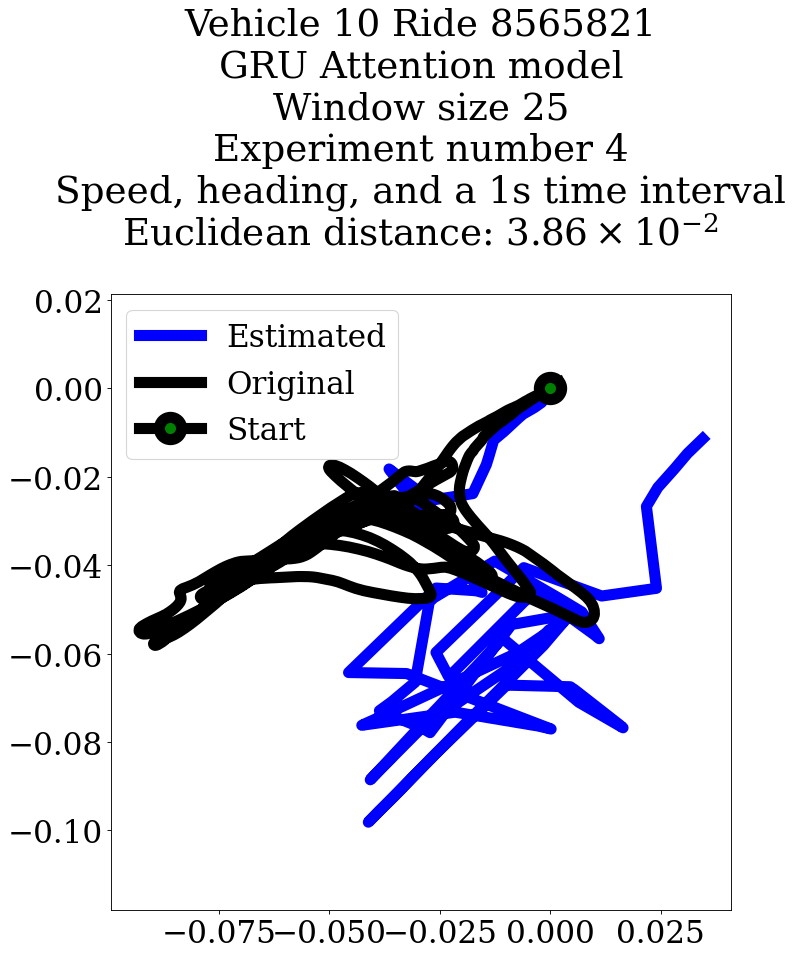 Vehicle 10 Ride 8565821
GRU Attention model
Window size 25
Experiment number 4
Speed, heading, and a 1s time interval
Euclidean distance: 3.86 × 10⁻²
Estimated
Original
Start
0.02
0.00
−0.02
−0.04
−0.06
−0.08
−0.10
−0.075 −0.050 −0.025 0.000 0.025